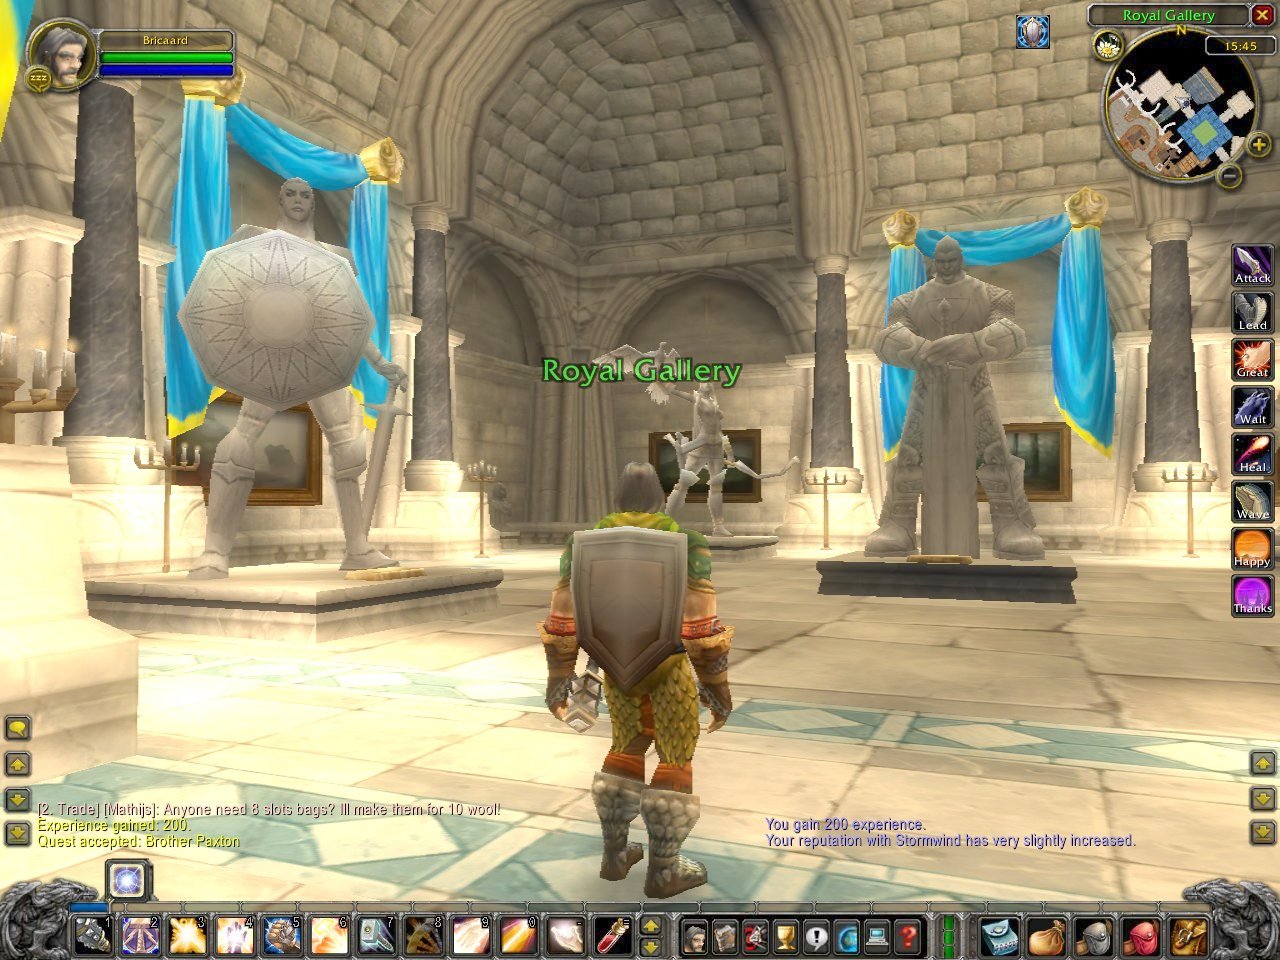 Bricaard
zzz
Royal Gallery
N
15:45
Attack
Lead
Great
Wait
Heal
Wave
Happy
Thanks
Royal Gallery
[2. Trade] [Mathijs]: Anyone need 8 slots bags? Ill make them for 10 wool!
Experience gained: 200.
Quest accepted: Brother Paxton
You gain 200 experience.
Your reputation with Stormwind has very slightly increased.
1 2 3 4 5 6 7 8 9 0 - =